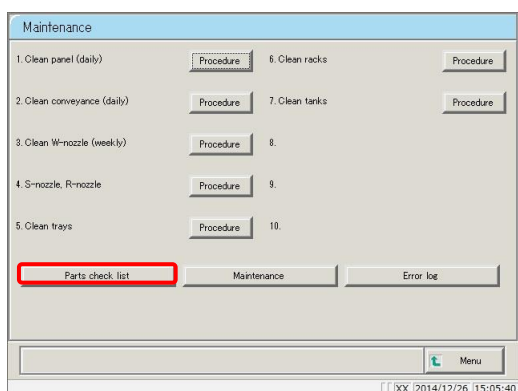 Maintenance
1. Clean panel (daily) Procedure 6. Clean racks Procedure
2. Clean conveyance (daily) Procedure 7. Clean tanks Procedure
3. Clean W-nozzle (weekly) Procedure 8.
4. S-nozzle, R-nozzle Procedure 9.
5. Clean trays Procedure 10.
Parts check list Maintenance Error log
Menu
XX 2014/12/26 15:05:40